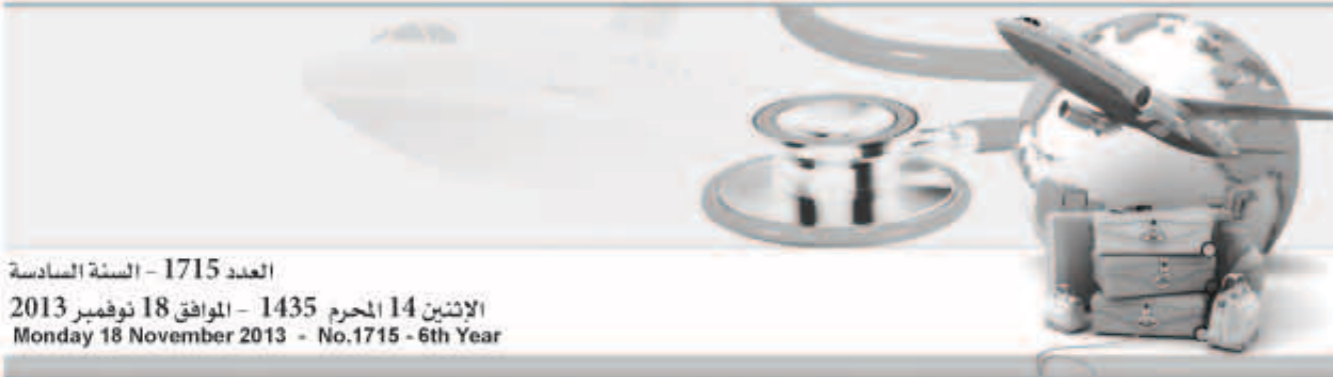 العدد 1715 - السنة السادسة
الإثنين 14 المحرم 1435 - الموافق 18 نوفمبر 2013
Monday 18 November 2013 - No.1715 - 6th Year